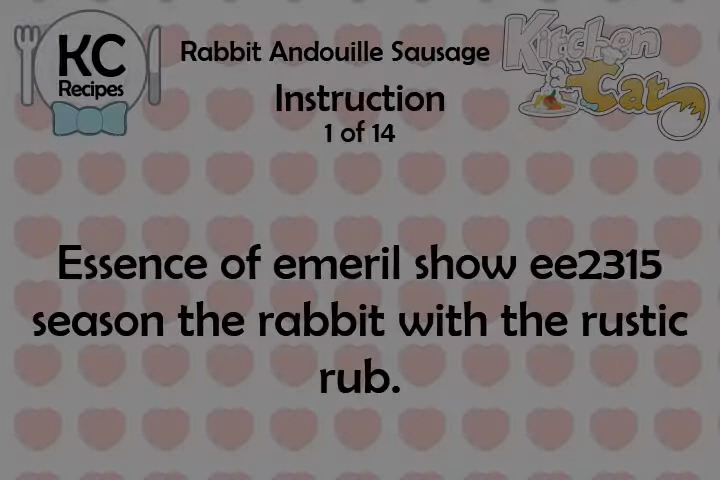 KC
Recipes
Rabbit Andouille Sausage
Kitchen
Cat
Instruction
1 of 14
Essence of emeril show ee2315
season the rabbit with the rustic
rub.